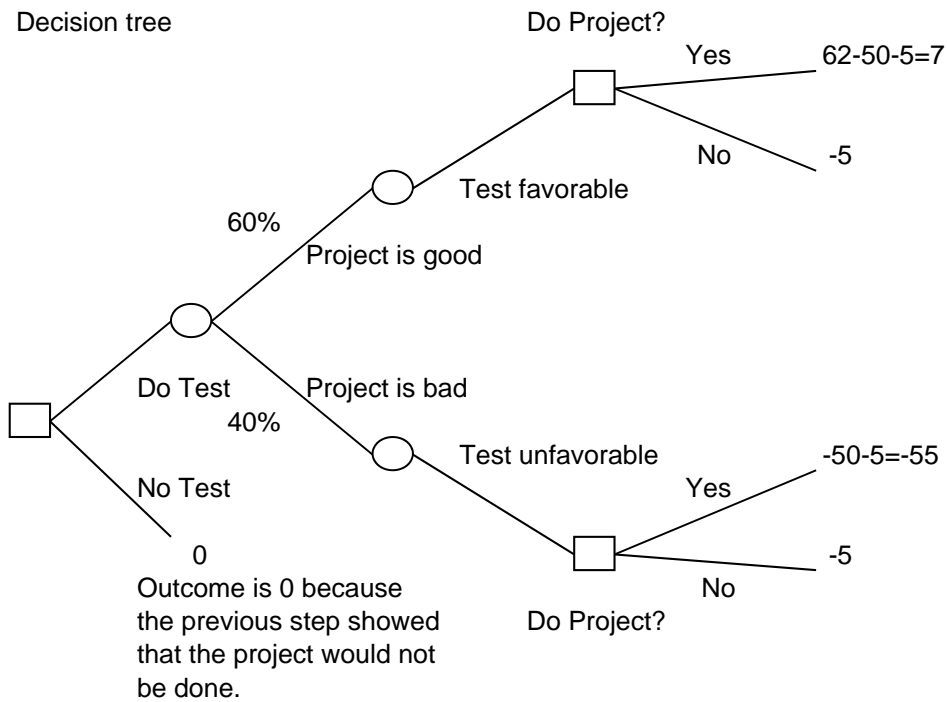 Decision tree
Do Project?
Yes
62-50-5=7
No
-5
Test favorable
60%
Project is good
Do Test
Project is bad
40%
Test unfavorable
-50-5=-55
Yes
No Test
0
-5
No
Outcome is 0 because
the previous step showed
that the project would not
be done.
Do Project?